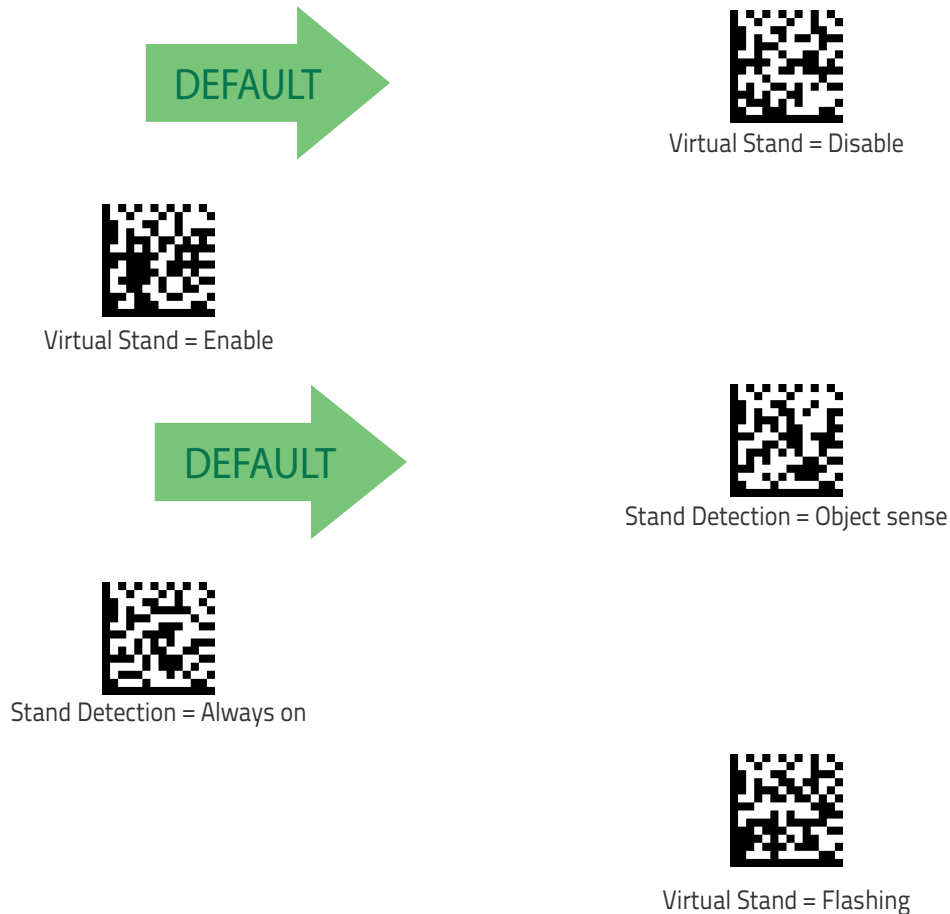 DEFAULT
Virtual Stand = Disable
Virtual Stand = Enable
DEFAULT
Stand Detection = Object sense
Stand Detection = Always on
Virtual Stand = Flashing